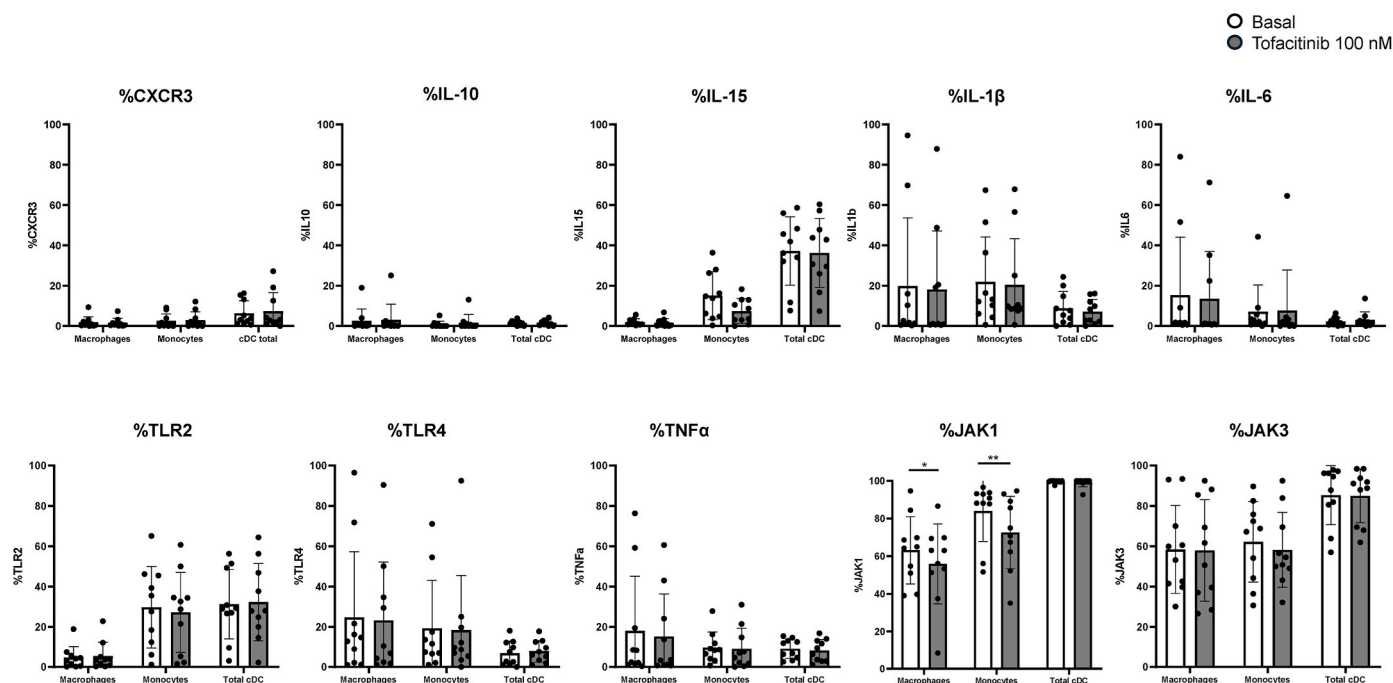 Basal
Tofacitinib 100 nM
%CXCR3
%CXCR3
100
80
60
40
20
0
Macrophages Monocytes cDC total
%IL-10
%IL10
100
80
60
40
20
0
Macrophages Monocytes Total cDC
%IL-15
%IL15
100
80
60
40
20
0
Macrophages Monocytes Total cDC
%IL-1β
%IL1b
100
80
60
40
20
0
Macrophages Monocytes Total cDC
%IL-6
%IL6
100
80
60
40
20
0
Macrophages Monocytes Total cDC
%TLR2
%TLR2
100
80
60
40
20
0
Macrophages Monocytes Total cDC
%TLR4
%TLR4
100
80
60
40
20
0
Macrophages Monocytes Total cDC
%TNFα
%TNFa
100
80
60
40
20
0
Macrophages Monocytes Total cDC
%JAK1
%JAK1
100
80
60
40
20
0
* **
Macrophages Monocytes Total cDC
%JAK3
%JAK3
100
80
60
40
20
0
Macrophages Monocytes Total cDC